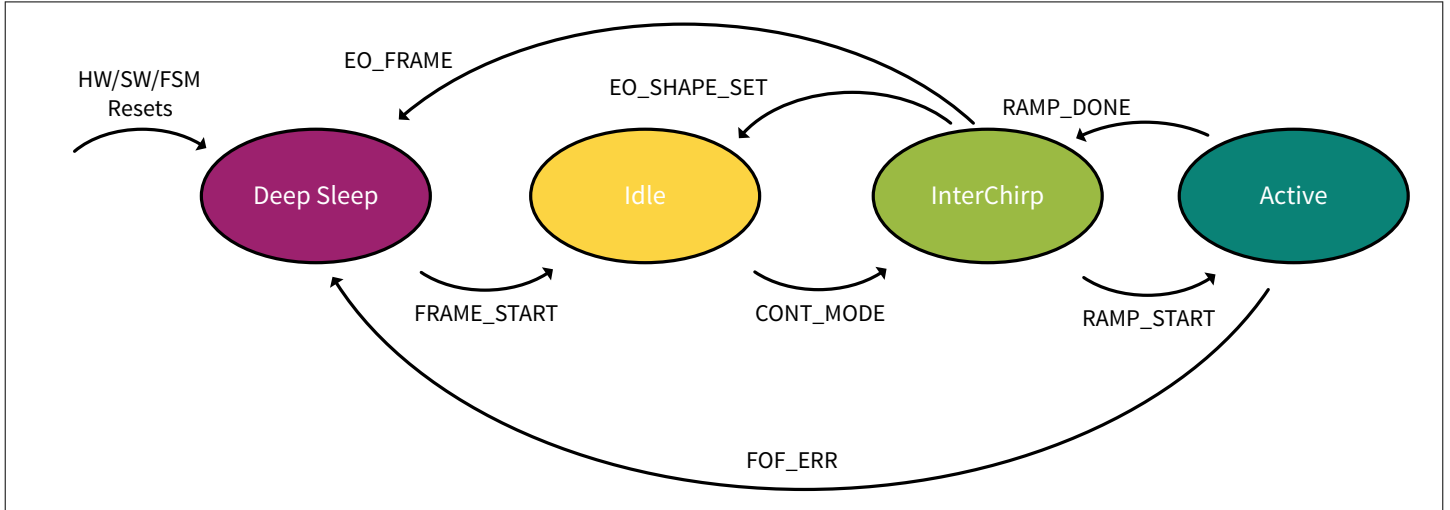 EO_FRAME
HW/SW/FSM
Resets
EO_SHAPE_SET
RAMP_DONE
Deep Sleep
Idle
InterChirp
Active
FRAME_START
CONT_MODE
RAMP_START
FOF_ERR